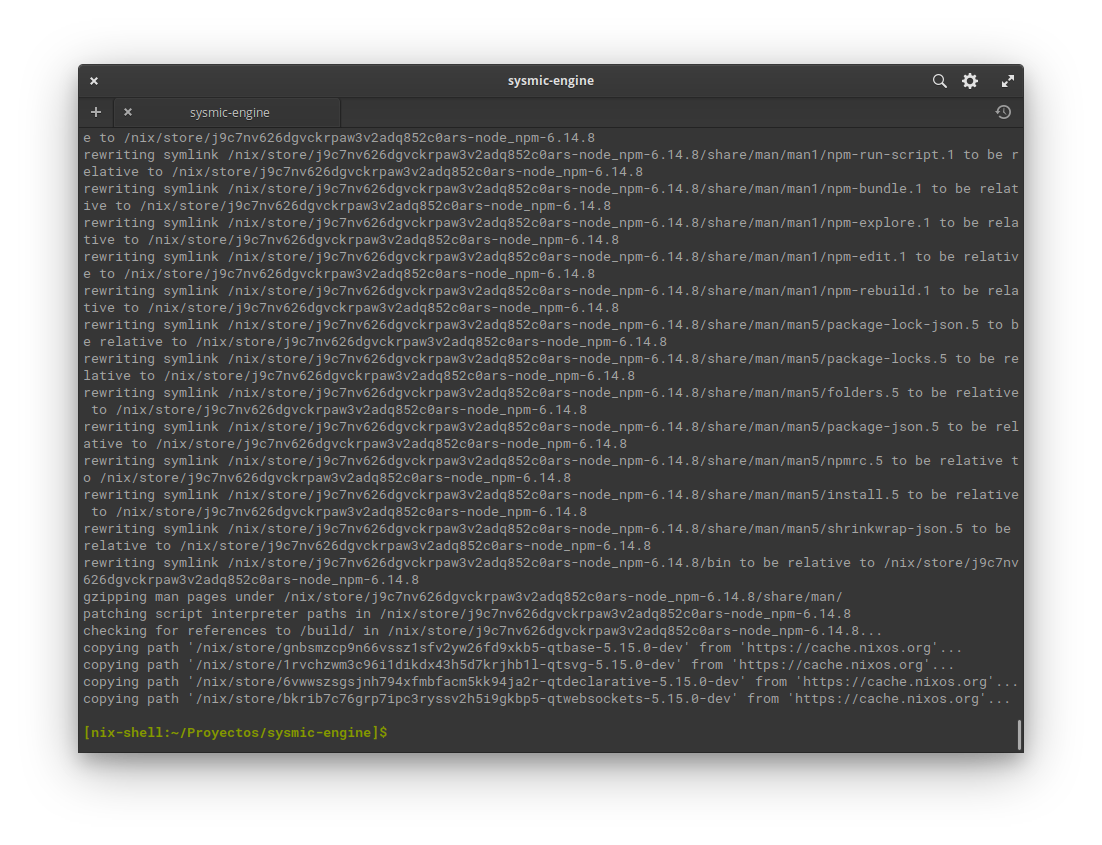 sysmic-engine
sysmic-engine
e to /nix/store/j9c7nv626dgvckrpaw3v2adq852c0ars-node_npm-6.14.8
rewriting symlink /nix/store/j9c7nv626dgvckrpaw3v2adq852c0ars-node_npm-6.14.8/share/man/man1/npm-run-script.1 to be r
elative to /nix/store/j9c7nv626dgvckrpaw3v2adq852c0ars-node_npm-6.14.8
rewriting symlink /nix/store/j9c7nv626dgvckrpaw3v2adq852c0ars-node_npm-6.14.8/share/man/man1/npm-bundle.1 to be relat
ive to /nix/store/j9c7nv626dgvckrpaw3v2adq852c0ars-node_npm-6.14.8
rewriting symlink /nix/store/j9c7nv626dgvckrpaw3v2adq852c0ars-node_npm-6.14.8/share/man/man1/npm-explore.1 to be rela
tive to /nix/store/j9c7nv626dgvckrpaw3v2adq852c0ars-node_npm-6.14.8
rewriting symlink /nix/store/j9c7nv626dgvckrpaw3v2adq852c0ars-node_npm-6.14.8/share/man/man1/npm-edit.1 to be relativ
e to /nix/store/j9c7nv626dgvckrpaw3v2adq852c0ars-node_npm-6.14.8
rewriting symlink /nix/store/j9c7nv626dgvckrpaw3v2adq852c0ars-node_npm-6.14.8/share/man/man1/npm-rebuild.1 to be rela
tive to /nix/store/j9c7nv626dgvckrpaw3v2adq852c0ars-node_npm-6.14.8
rewriting symlink /nix/store/j9c7nv626dgvckrpaw3v2adq852c0ars-node_npm-6.14.8/share/man/man5/package-lock-json.5 to b
e relative to /nix/store/j9c7nv626dgvckrpaw3v2adq852c0ars-node_npm-6.14.8
rewriting symlink /nix/store/j9c7nv626dgvckrpaw3v2adq852c0ars-node_npm-6.14.8/share/man/man5/package-locks.5 to be re
lative to /nix/store/j9c7nv626dgvckrpaw3v2adq852c0ars-node_npm-6.14.8
rewriting symlink /nix/store/j9c7nv626dgvckrpaw3v2adq852c0ars-node_npm-6.14.8/share/man/man5/folders.5 to be relative
 to /nix/store/j9c7nv626dgvckrpaw3v2adq852c0ars-node_npm-6.14.8
rewriting symlink /nix/store/j9c7nv626dgvckrpaw3v2adq852c0ars-node_npm-6.14.8/share/man/man5/package-json.5 to be rel
ative to /nix/store/j9c7nv626dgvckrpaw3v2adq852c0ars-node_npm-6.14.8
rewriting symlink /nix/store/j9c7nv626dgvckrpaw3v2adq852c0ars-node_npm-6.14.8/share/man/man5/npmrc.5 to be relative t
o /nix/store/j9c7nv626dgvckrpaw3v2adq852c0ars-node_npm-6.14.8
rewriting symlink /nix/store/j9c7nv626dgvckrpaw3v2adq852c0ars-node_npm-6.14.8/share/man/man5/install.5 to be relative
 to /nix/store/j9c7nv626dgvckrpaw3v2adq852c0ars-node_npm-6.14.8
rewriting symlink /nix/store/j9c7nv626dgvckrpaw3v2adq852c0ars-node_npm-6.14.8/share/man/man5/shrinkwrap-json.5 to be
relative to /nix/store/j9c7nv626dgvckrpaw3v2adq852c0ars-node_npm-6.14.8
rewriting symlink /nix/store/j9c7nv626dgvckrpaw3v2adq852c0ars-node_npm-6.14.8/bin to be relative to /nix/store/j9c7nv
626dgvckrpaw3v2adq852c0ars-node_npm-6.14.8
gzipping man pages under /nix/store/j9c7nv626dgvckrpaw3v2adq852c0ars-node_npm-6.14.8/share/man/
patching script interpreter paths in /nix/store/j9c7nv626dgvckrpaw3v2adq852c0ars-node_npm-6.14.8
checking for references to /build/ in /nix/store/j9c7nv626dgvckrpaw3v2adq852c0ars-node_npm-6.14.8...
copying path '/nix/store/gnbsmzcp9n66vssz1sfv2yw26fd9xkb5-qtbase-5.15.0-dev' from 'https://cache.nixos.org'...
copying path '/nix/store/1rvchzwm3c96i1dikdx43h5d7krjhb1l-qtsvg-5.15.0-dev' from 'https://cache.nixos.org'...
copying path '/nix/store/6vwwszsgsjnh794xfmbfacm5kk94ja2r-qtdeclarative-5.15.0-dev' from 'https://cache.nixos.org'...
copying path '/nix/store/bkrib7c76grp7ipc3ryssv2h5i9gkbp5-qtwebsockets-5.15.0-dev' from 'https://cache.nixos.org'...
[nix-shell:~/Proyectos/sysmic-engine]$